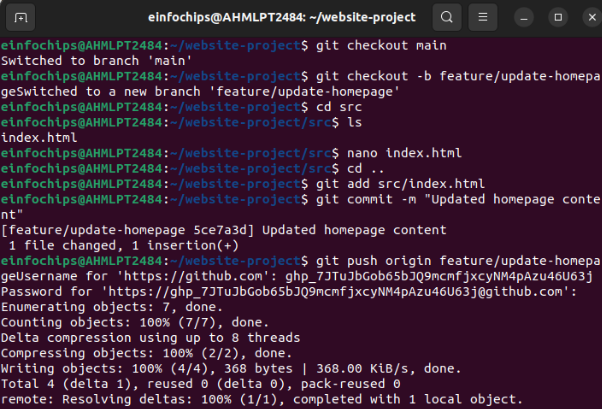 einfochips@AHMLPT2484: ~/website-project
einfochips@AHMLPT2484:~/website-project$ git checkout main
Switched to branch 'main'
einfochips@AHMLPT2484:~/website-project$ git checkout -b feature/update-homepa
geSwitched to a new branch 'feature/update-homepage'
einfochips@AHMLPT2484:~/website-project$ cd src
einfochips@AHMLPT2484:~/website-project/src$ ls
index.html
einfochips@AHMLPT2484:~/website-project/src$ nano index.html
einfochips@AHMLPT2484:~/website-project/src$ cd ..
einfochips@AHMLPT2484:~/website-project$ git add src/index.html
einfochips@AHMLPT2484:~/website-project$ git commit -m "Updated homepage conte
nt"
[feature/update-homepage 5ce7a3d] Updated homepage content
1 file changed, 1 insertion(+)
einfochips@AHMLPT2484:~/website-project$ git push origin feature/update-homepa
geUsername for 'https://github.com': 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
Password for 'https://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@github.com':
Enumerating objects: 7, done.
Counting objects: 100% (7/7), done.
Delta compression using up to 8 threads
Compressing objects: 100% (2/2), done.
Writing objects: 100% (4/4), 368 bytes | 368.00 KiB/s, done.
Total 4 (delta 1), reused 0 (delta 0), pack-reused 0
remote: Resolving deltas: 100% (1/1), completed with 1 local object.